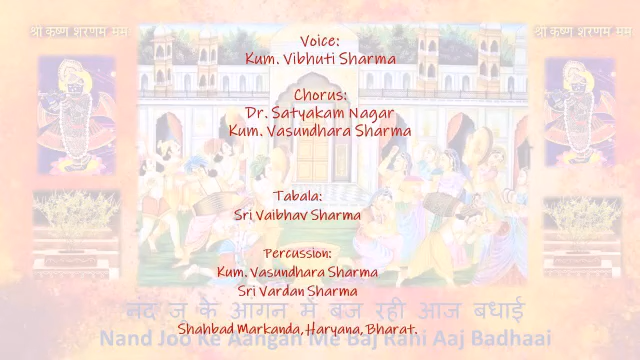 श्री कृष्ण शरणम मम
श्री कृष्ण शरणम मम
Voice:
Kum. Vibhuti Sharma
Chorus:
Dr. Satyakam Nagar
Kum. Vasundhara Sharma
Tabala:
Sri Vaibhav Sharma
Percussion:
Kum. Vasundhara Sharma
Sri Vardan Sharma
नंद जू के आंगन में बज रही आज बधाई
Shahbad Markanda, Haryana, Bharat.
Nand Joo Ke Aangan Me Baj Rahi Aaj Badhaai